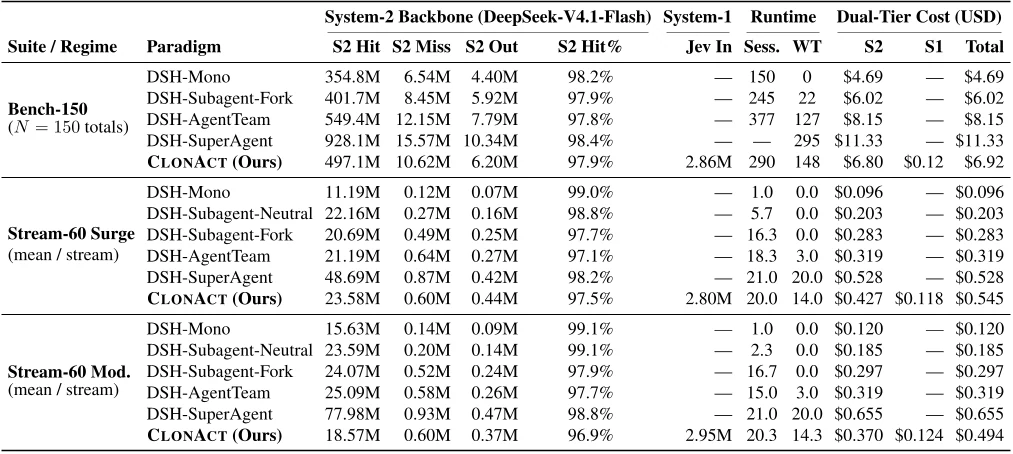 System-2 Backbone (DeepSeek-V4.1-Flash) System-1 Runtime Dual-Tier Cost (USD)
Suite / Regime Paradigm S2 Hit S2 Miss S2 Out S2 Hit% Jev In Sess. WT S2 S1 Total
DSH-Mono 354.8M 6.54M 4.40M 98.2% — 150 0 $4.69 — $4.69
DSH-Subagent-Fork 401.7M 8.45M 5.92M 97.9% — 245 22 $6.02 — $6.02
Bench-150
DSH-AgentTeam 549.4M 12.15M 7.79M 97.8% — 377 127 $8.15 — $8.15
(N = 150 totals)
DSH-SuperAgent 928.1M 15.57M 10.34M 98.4% — — 295 $11.33 — $11.33
CLONACT (Ours) 497.1M 10.62M 6.20M 97.9% 2.86M 290 148 $6.80 $0.12 $6.92
DSH-Mono 11.19M 0.12M 0.07M 99.0% — 1.0 0.0 $0.096 — $0.096
DSH-Subagent-Neutral 22.16M 0.27M 0.16M 98.8% — 5.7 0.0 $0.203 — $0.203
Stream-60 Surge DSH-Subagent-Fork 20.69M 0.49M 0.25M 97.7% — 16.3 0.0 $0.283 — $0.283
(mean / stream) DSH-AgentTeam 21.19M 0.64M 0.27M 97.1% — 18.3 3.0 $0.319 — $0.319
DSH-SuperAgent 48.69M 0.87M 0.42M 98.2% — 21.0 20.0 $0.528 — $0.528
CLONACT (Ours) 23.58M 0.60M 0.44M 97.5% 2.80M 20.0 14.0 $0.427 $0.118 $0.545
DSH-Mono 15.63M 0.14M 0.09M 99.1% — 1.0 0.0 $0.120 — $0.120
DSH-Subagent-Neutral 23.59M 0.20M 0.14M 99.1% — 2.3 0.0 $0.185 — $0.185
Stream-60 Mod. DSH-Subagent-Fork 24.07M 0.52M 0.24M 97.9% — 16.7 0.0 $0.297 — $0.297
(mean / stream) DSH-AgentTeam 25.09M 0.58M 0.26M 97.7% — 15.0 3.0 $0.319 — $0.319
DSH-SuperAgent 77.98M 0.93M 0.47M 98.8% — 21.0 20.0 $0.655 — $0.655
CLONACT (Ours) 18.57M 0.60M 0.37M 96.9% 2.95M 20.3 14.3 $0.370 $0.124 $0.494